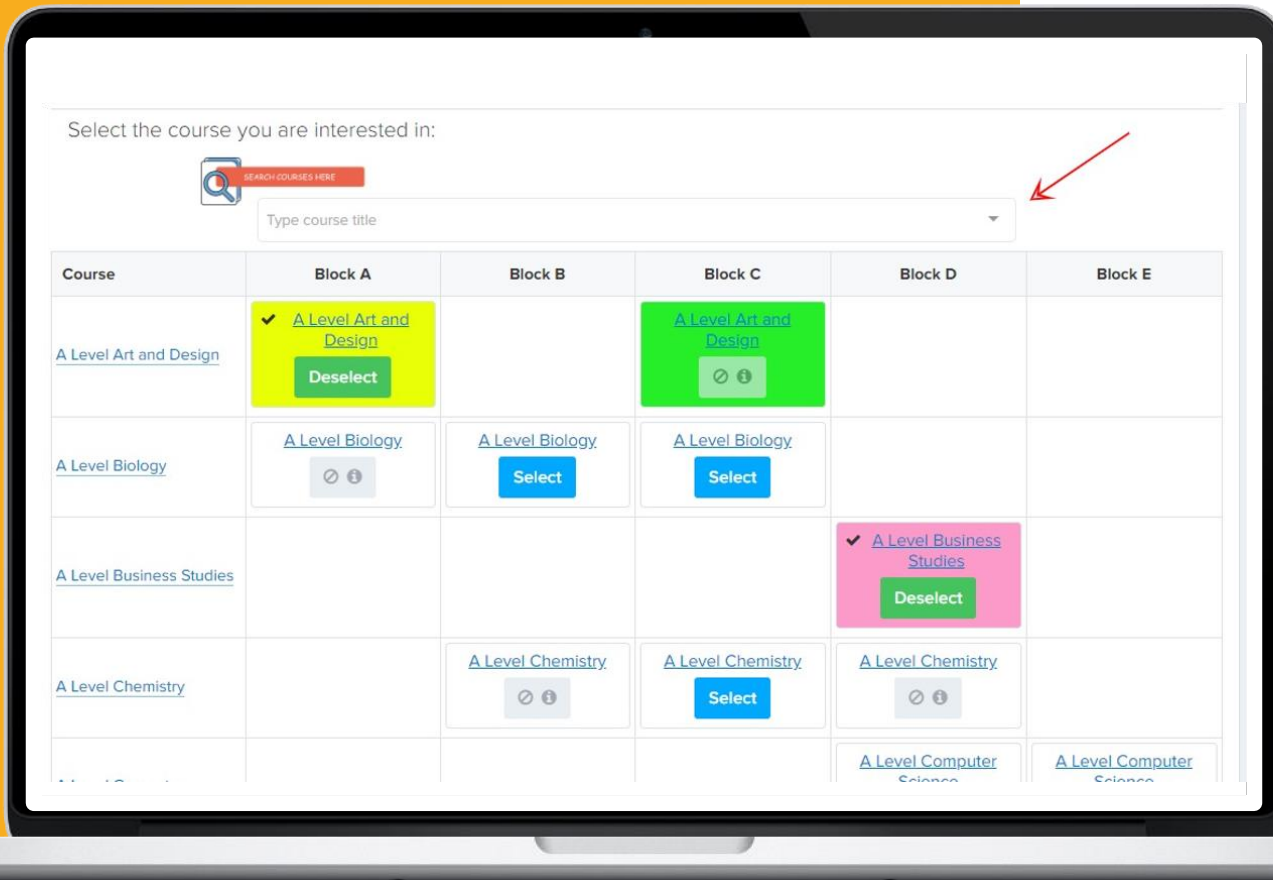 Select the course you are interested in:
SEARCH COURSES HERE
Type course title
Course Block A Block B Block C Block D Block E
A Level Art and Design
A Level Art and
Design
Deselect
A Level Art and
Design
A Level Biology
A Level Biology
A Level Biology
Select
A Level Biology
Select
A Level Business Studies
A Level Business
Studies
Deselect
A Level Chemistry
A Level Chemistry
A Level Chemistry
Select
A Level Chemistry
A Level Computer
Science
A Level Computer
Science